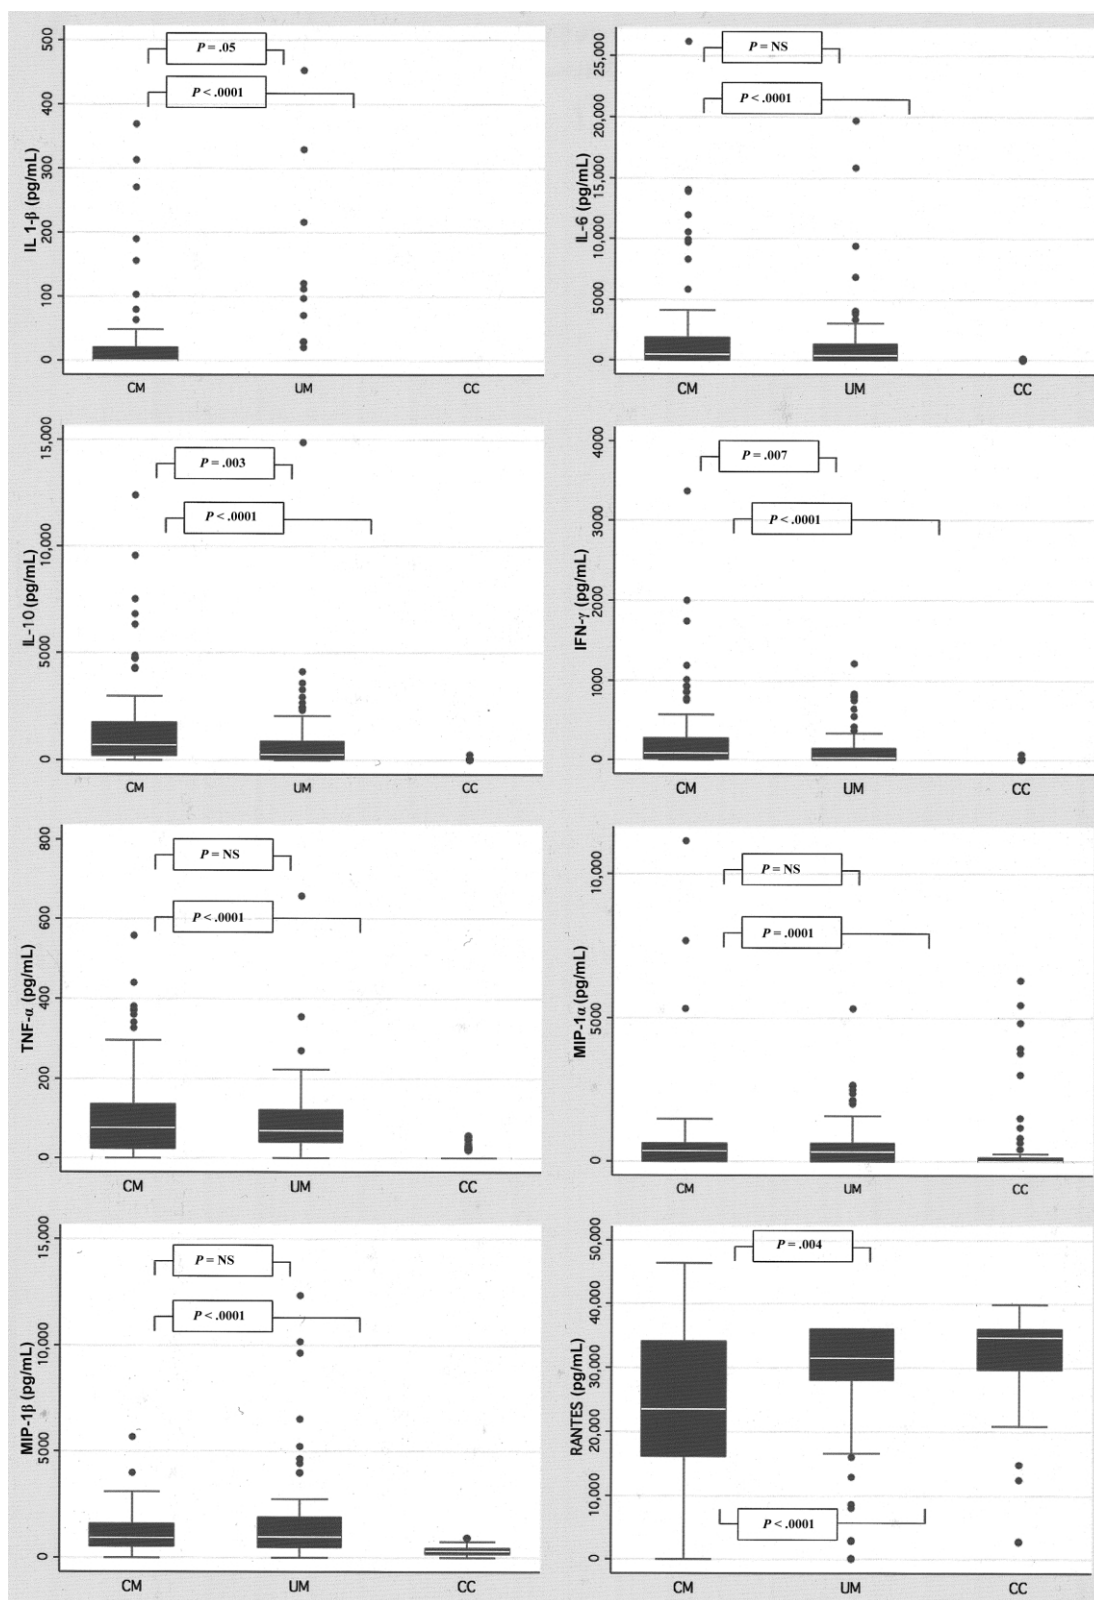 IL 1-β (pg/mL)
500
400
300
200
100
0
P = .05
P < .0001
CM
UM
CC
IL-6 (pg/mL)
25,000
20,000
15,000
10,000
5000
0
P = NS
P < .0001
CM
UM
CC
IL-10 (pg/mL)
15,000
10,000
5000
0
P = .003
P < .0001
CM
UM
CC
IFN-γ (pg/mL)
4000
3000
2000
1000
0
P = .007
P < .0001
CM
UM
CC
TNF-α (pg/mL)
800
600
400
200
0
P = NS
P < .0001
CM
UM
CC
MIP-1α (pg/mL)
10,000
5000
0
P = NS
P = .0001
CM
UM
CC
MIP-1β (pg/mL)
15,000
10,000
5000
0
P = NS
P < .0001
CM
UM
CC
RANTES (pg/mL)
50,000
40,000
30,000
20,000
10,000
0
P = .004
P < .0001
CM
UM
CC